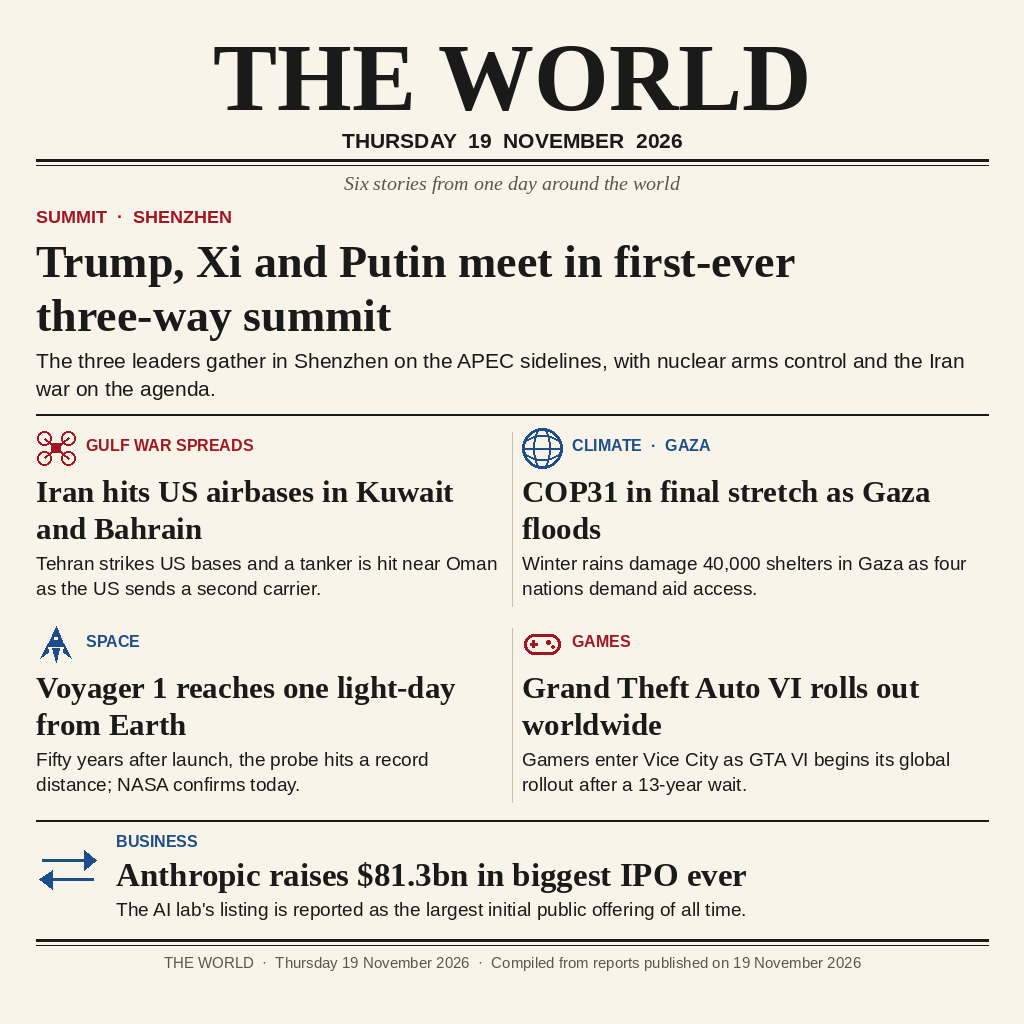 THE WORLD
THURSDAY 19 NOVEMBER 2026
Six stories from one day around the world
SUMMIT · SHENZHEN
Trump, Xi and Putin meet in first-ever
three-way summit
The three leaders gather in Shenzhen on the APEC sidelines, with nuclear arms control and the Iran
war on the agenda.
GULF WAR SPREADS
Iran hits US airbases in Kuwait
and Bahrain
Tehran strikes US bases and a tanker is hit near Oman
as the US sends a second carrier.
CLIMATE · GAZA
COP31 in final stretch as Gaza
floods
Winter rains damage 40,000 shelters in Gaza as four
nations demand aid access.
SPACE
Voyager 1 reaches one light-day
from Earth
Fifty years after launch, the probe hits a record
distance; NASA confirms today.
GAMES
Grand Theft Auto VI rolls out
worldwide
Gamers enter Vice City as GTA VI begins its global
rollout after a 13-year wait.
BUSINESS
Anthropic raises $81.3bn in biggest IPO ever
The AI lab's listing is reported as the largest initial public offering of all time.
THE WORLD · Thursday 19 November 2026 · Compiled from reports published on 19 November 2026